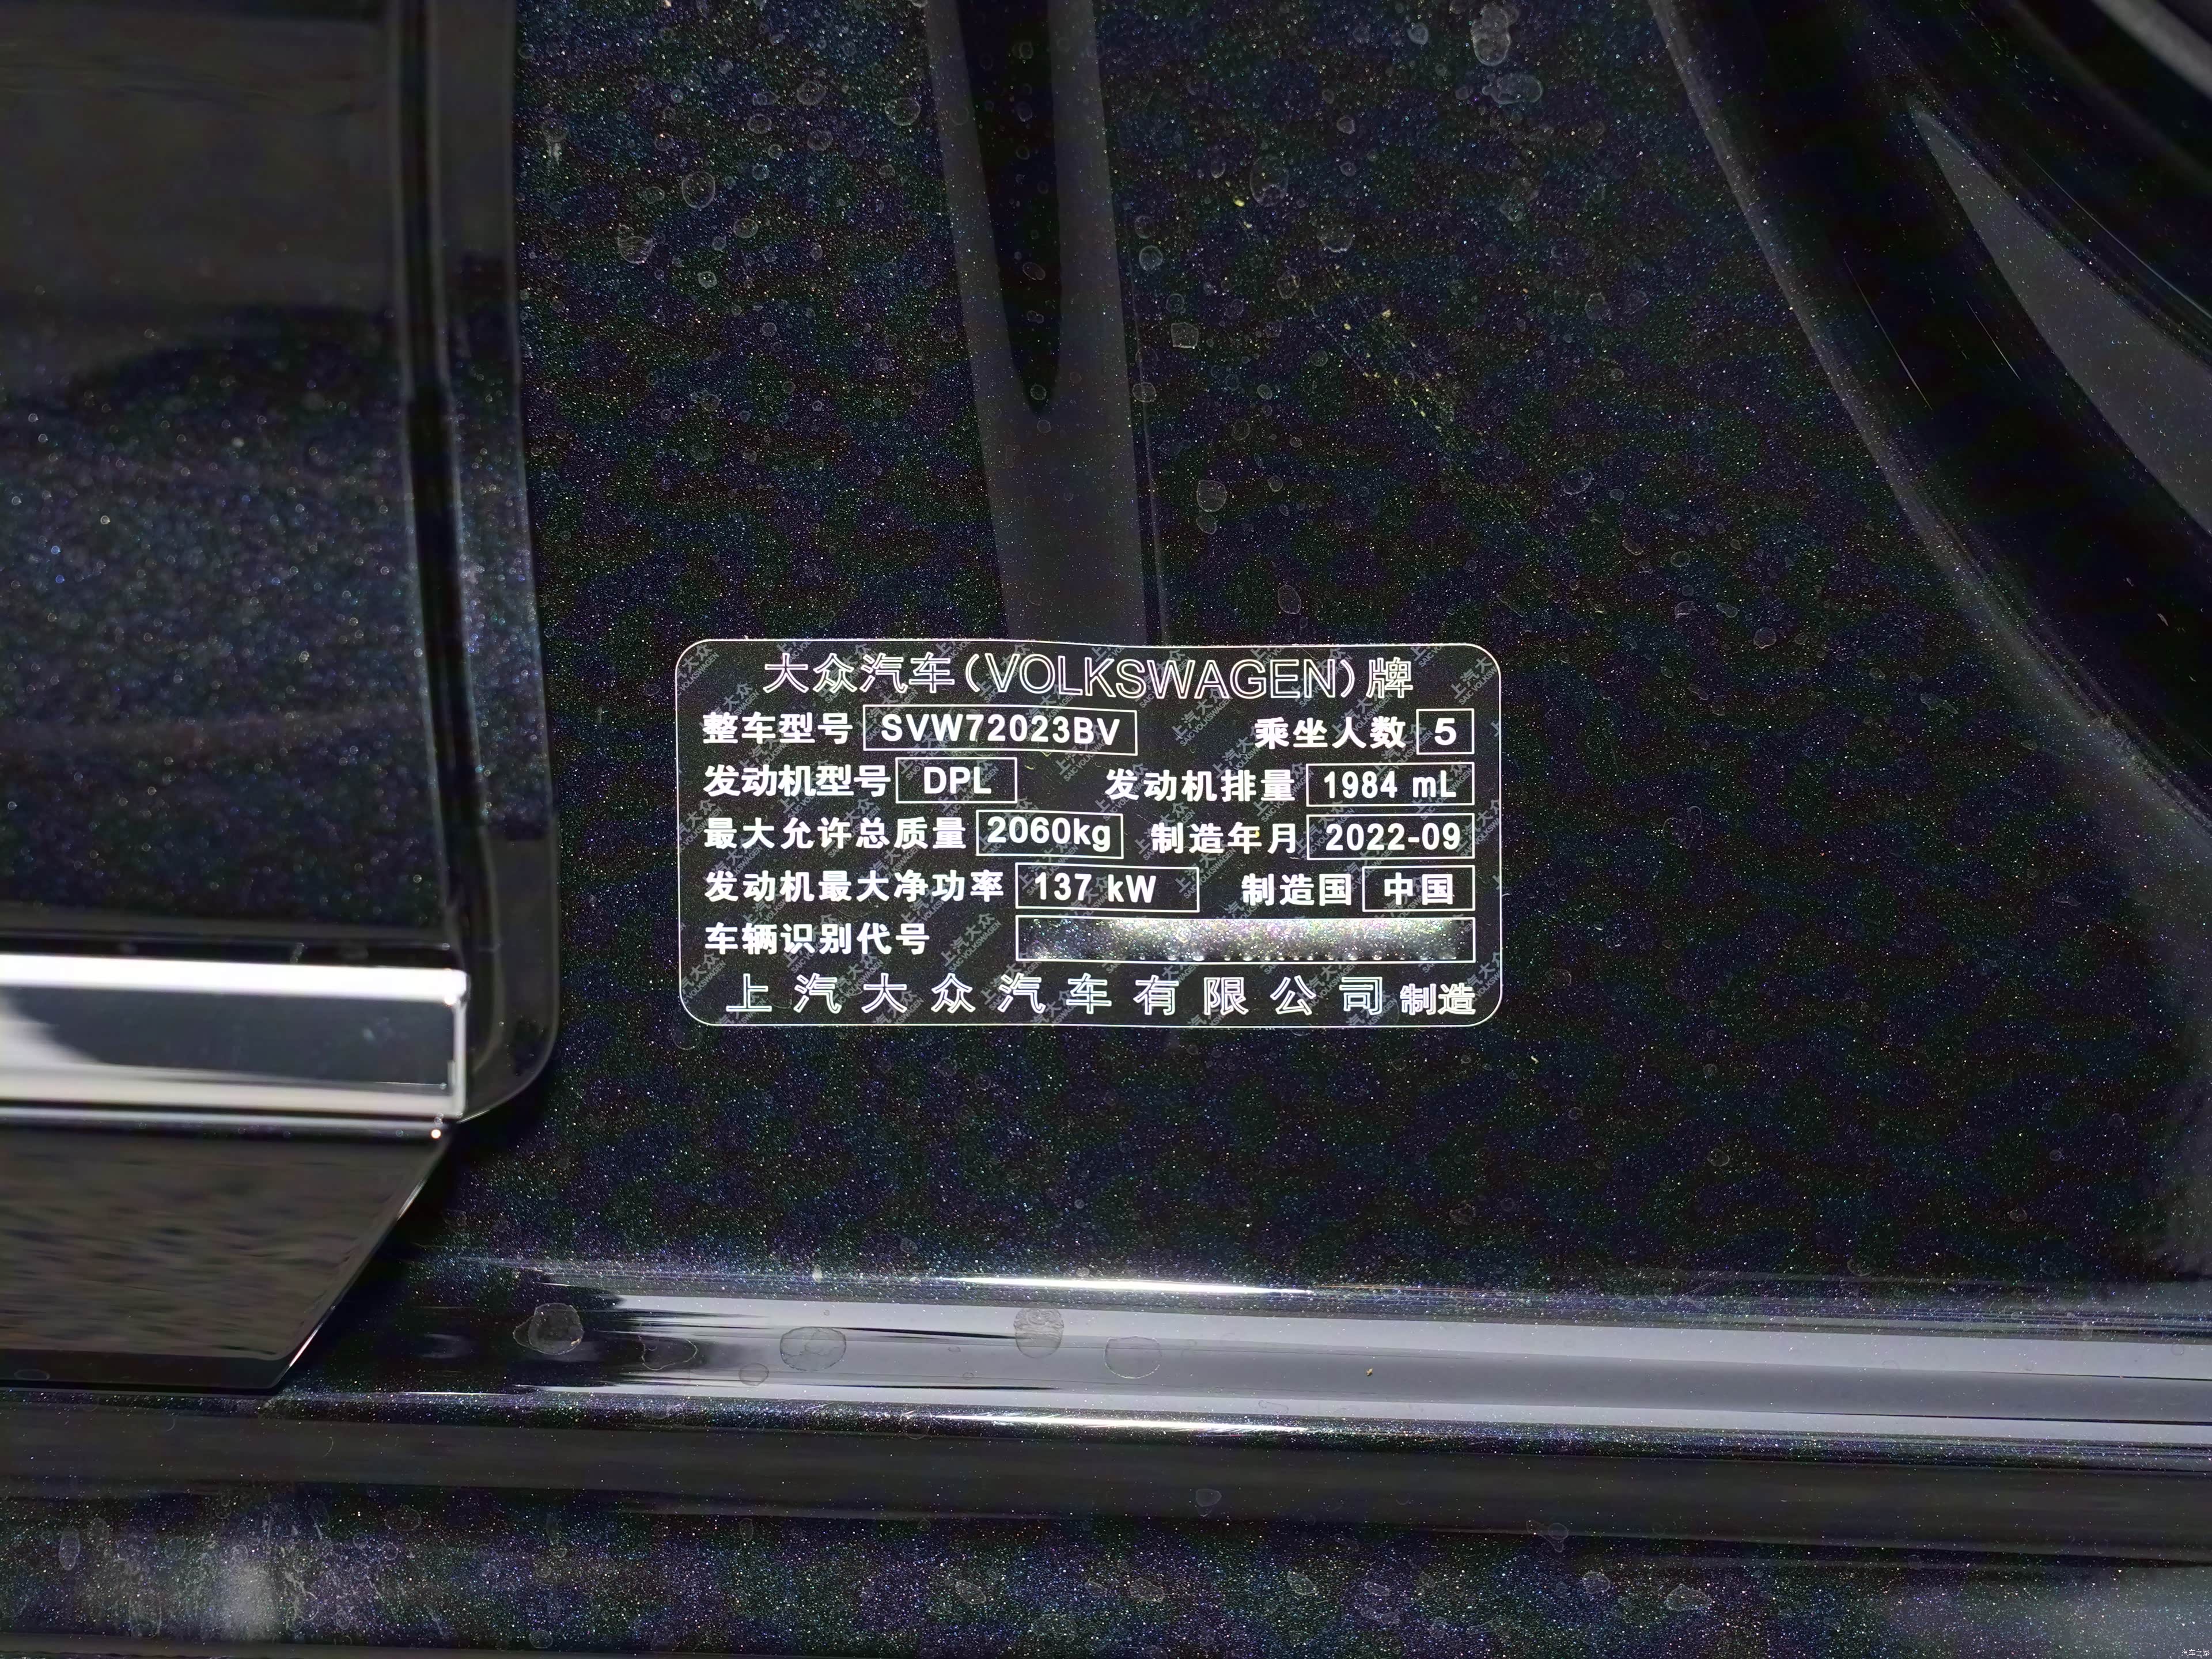 大众汽车(VOLKSWAGEN)牌
整车型号 SVW72023BV 乘坐人数 5
发动机型号 DPL 发动机排量 1984 mL
最大允许总质量 2060kg 制造年月 2022-09
发动机最大净功率 137 kW 制造国 中国
车辆识别代号
上汽大众汽车有限公司 制造
汽车之家